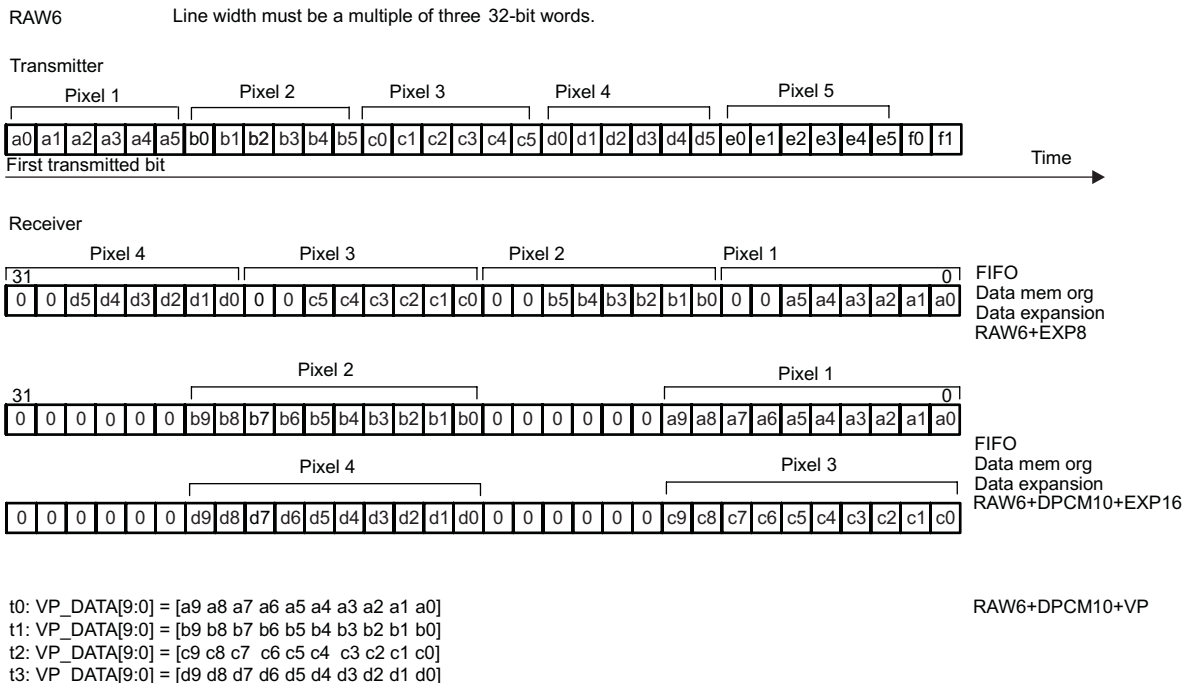 RAW6 Line width must be a multiple of three 32-bit words.
Transmitter
Pixel 1 Pixel 2 Pixel 3 Pixel 4 Pixel 5
a0 a1 a2 a3 a4 a5 b0 b1 b2 b3 b4 b5 c0 c1 c2 c3 c4 c5 d0 d1 d2 d3 d4 d5 e0 e1 e2 e3 e4 e5 f0 f1
First transmitted bit Time
Receiver
Pixel 4 Pixel 3 Pixel 2 Pixel 1
31 0 FIFO
0 0 d5 d4 d3 d2 d1 d0 0 0 c5 c4 c3 c2 c1 c0 0 0 b5 b4 b3 b2 b1 b0 0 0 a5 a4 a3 a2 a1 a0 Data mem org
Data expansion
RAW6+EXP8
Pixel 2 Pixel 1
31 0
0 0 0 0 0 0 b9 b8 b7 b6 b5 b4 b3 b2 b1 b0 0 0 0 0 0 0 a9 a8 a7 a6 a5 a4 a3 a2 a1 a0
FIFO
Pixel 4 Pixel 3 Data mem org
Data expansion
0 0 0 0 0 0 d9 d8 d7 d6 d5 d4 d3 d2 d1 d0 0 0 0 0 0 0 c9 c8 c7 c6 c5 c4 c3 c2 c1 c0 RAW6+DPCM10+EXP16
t0: VP_DATA[9:0] = [a9 a8 a7 a6 a5 a4 a3 a2 a1 a0] RAW6+DPCM10+VP
t1: VP_DATA[9:0] = [b9 b8 b7 b6 b5 b4 b3 b2 b1 b0]
t2: VP_DATA[9:0] = [c9 c8 c7 c6 c5 c4 c3 c2 c1 c0]
t3: VP_DATA[9:0] = [d9 d8 d7 d6 d5 d4 d3 d2 d1 d0]